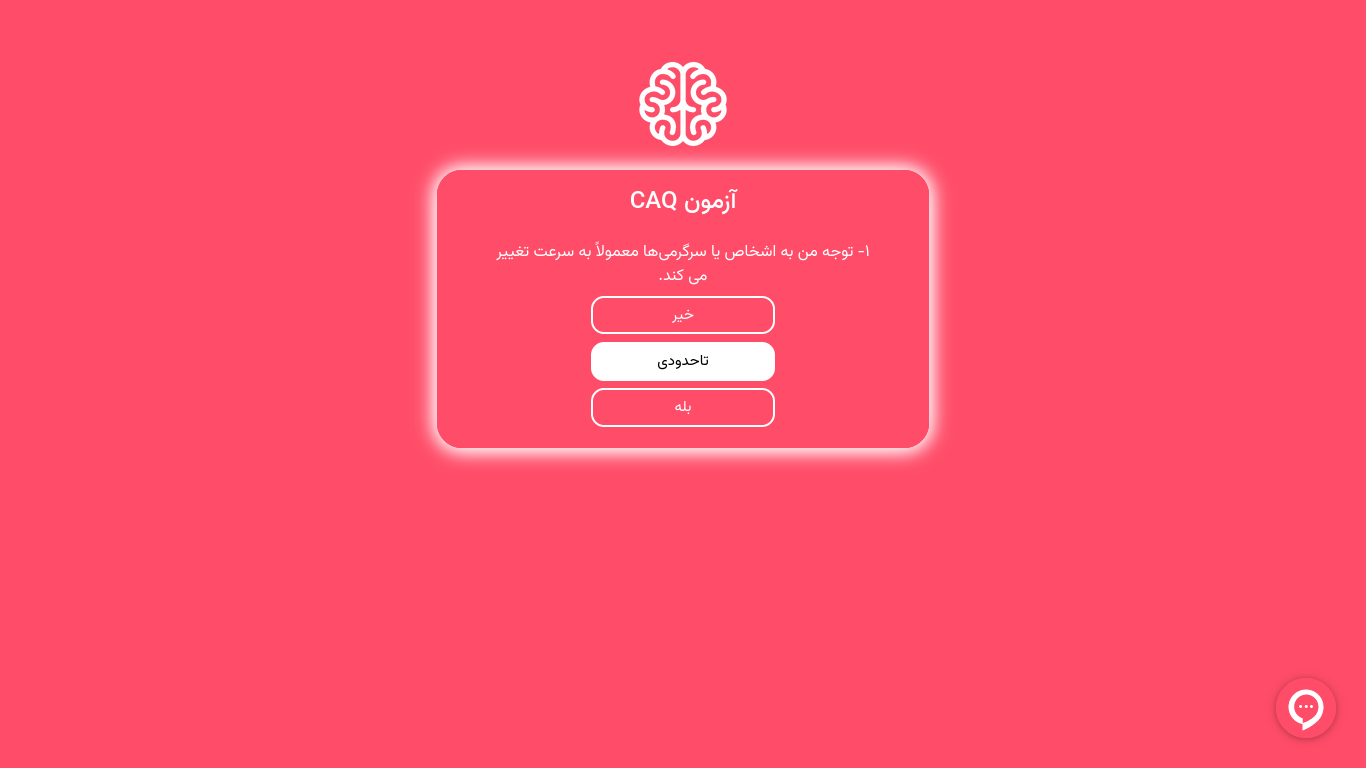 آزمون CAQ
۱- توجه من به اشخاص یا سرگرمی‌ها معمولاً به سرعت تغییر
می کند.
خیر
تاحدودی
بله